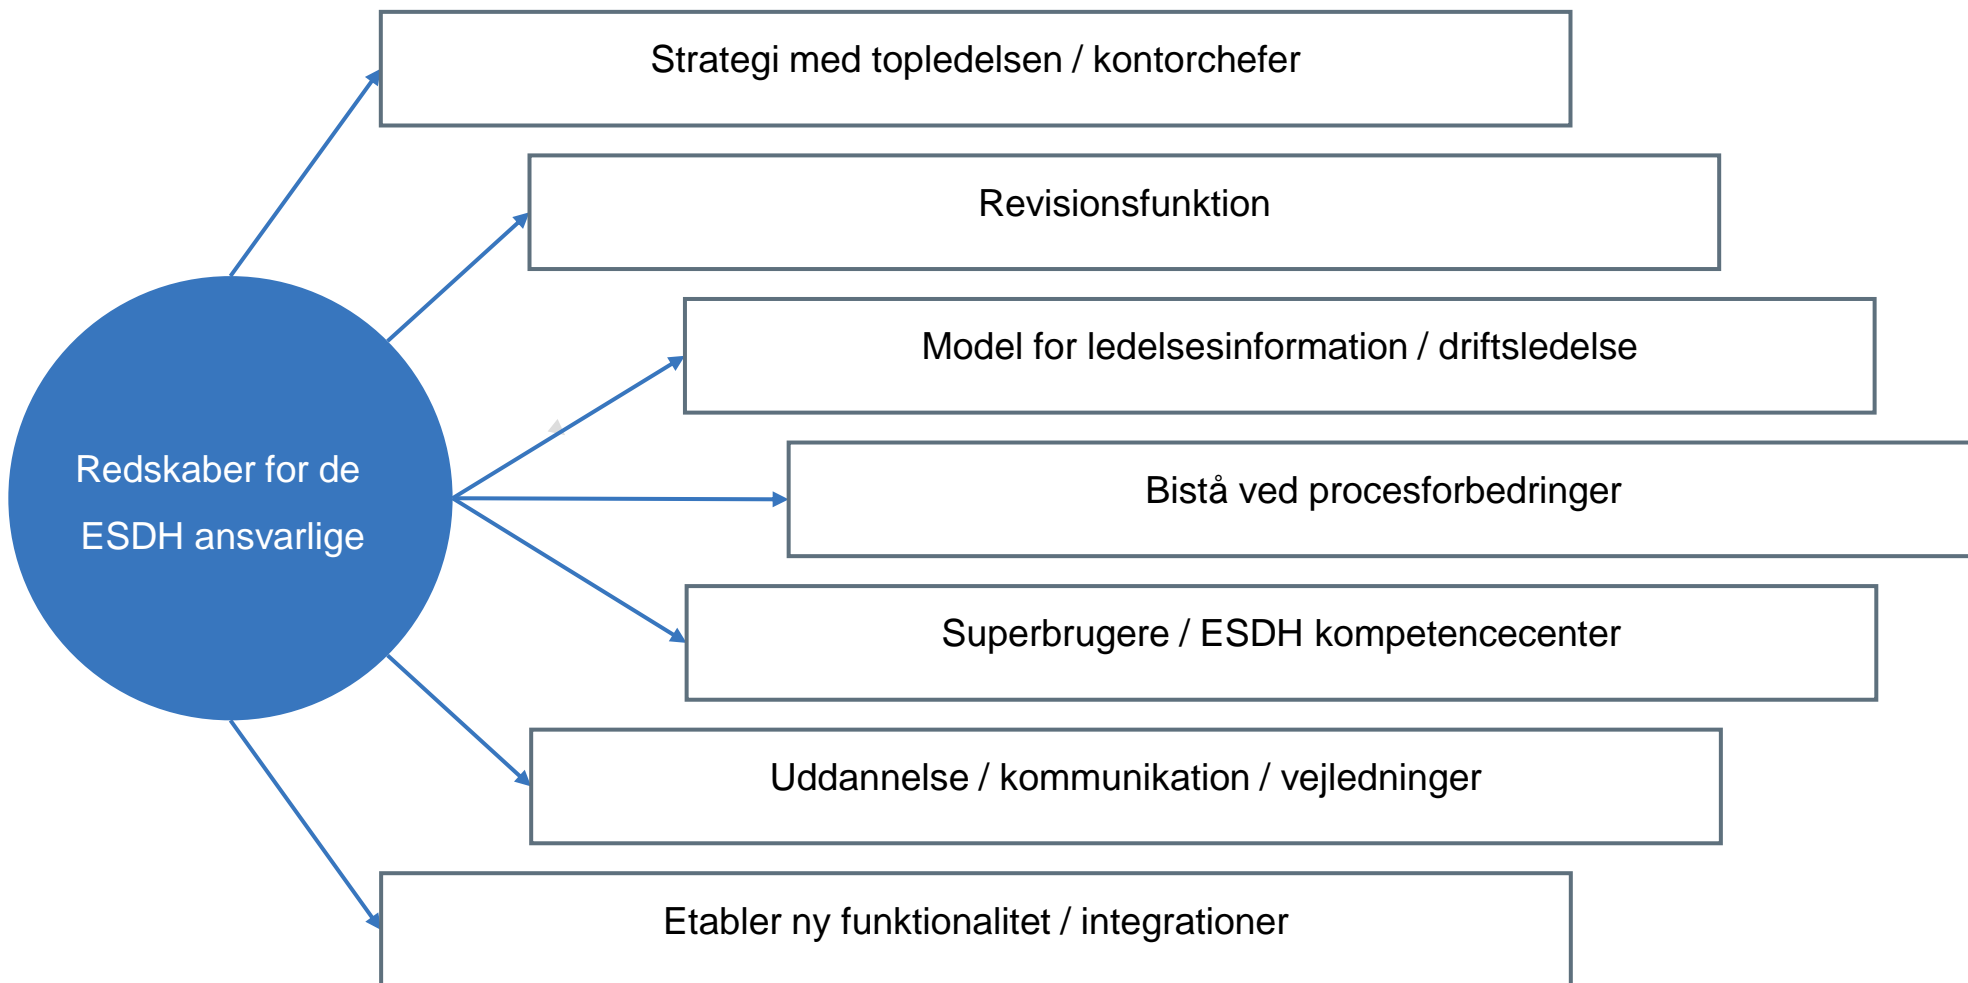 Strategi med topledelsen / kontorchefer
Revisionsfunktion
Model for ledelsesinformation / driftsledelse
Redskaber for de
ESDH ansvarlige
Bistå ved procesforbedringer
Superbrugere / ESDH kompetencecenter
Uddannelse / kommunikation / vejledninger
Etabler ny funktionalitet / integrationer